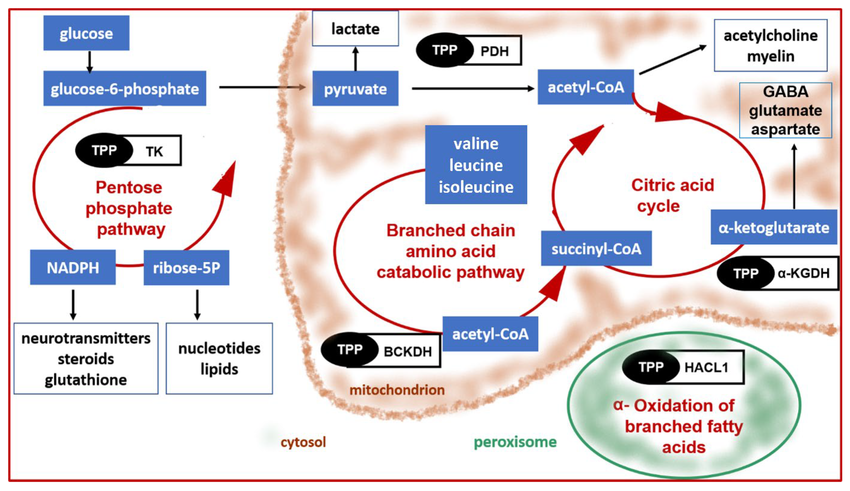 glucose
glucose-6-phosphate
TPP TK
Pentose
phosphate
pathway
NADPH
ribose-5P
neurotransmitters
steroids
glutathione
nucleotides
lipids
lactate
pyruvate
TPP PDH
acetyl-CoA
acetylcholine
myelin
GABA
glutamate
aspartate
valine
leucine
isoleucine
Branched chain
amino acid
catabolic pathway
Citric acid
cycle
α-ketoglutarate
TPP α-KGDH
succinyl-CoA
acetyl-CoA
TPP BCKDH
mitochondrion
cytosol
peroxisome
TPP HACL1
α- Oxidation of
branched fatty
acids